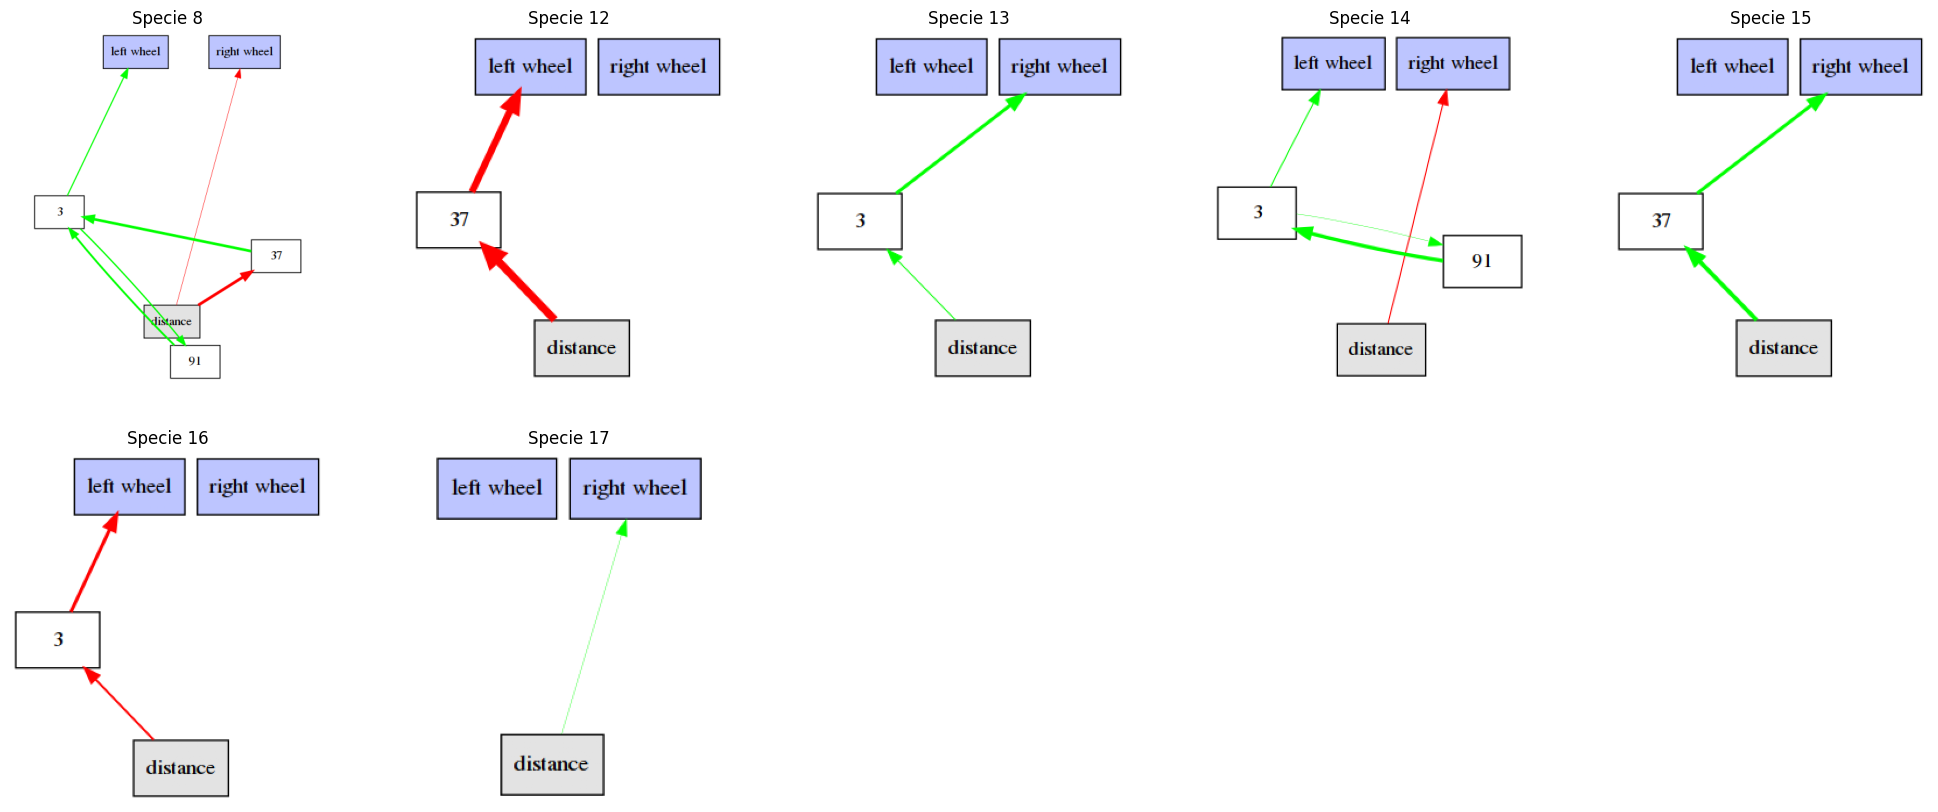 Specie 8
left wheel
right wheel
3
37
distance
91
Specie 12
left wheel
right wheel
37
distance
Specie 13
left wheel
right wheel
3
distance
Specie 14
left wheel
right wheel
3
91
distance
Specie 15
left wheel
right wheel
37
distance
Specie 16
left wheel
right wheel
3
distance
Specie 17
left wheel
right wheel
distance